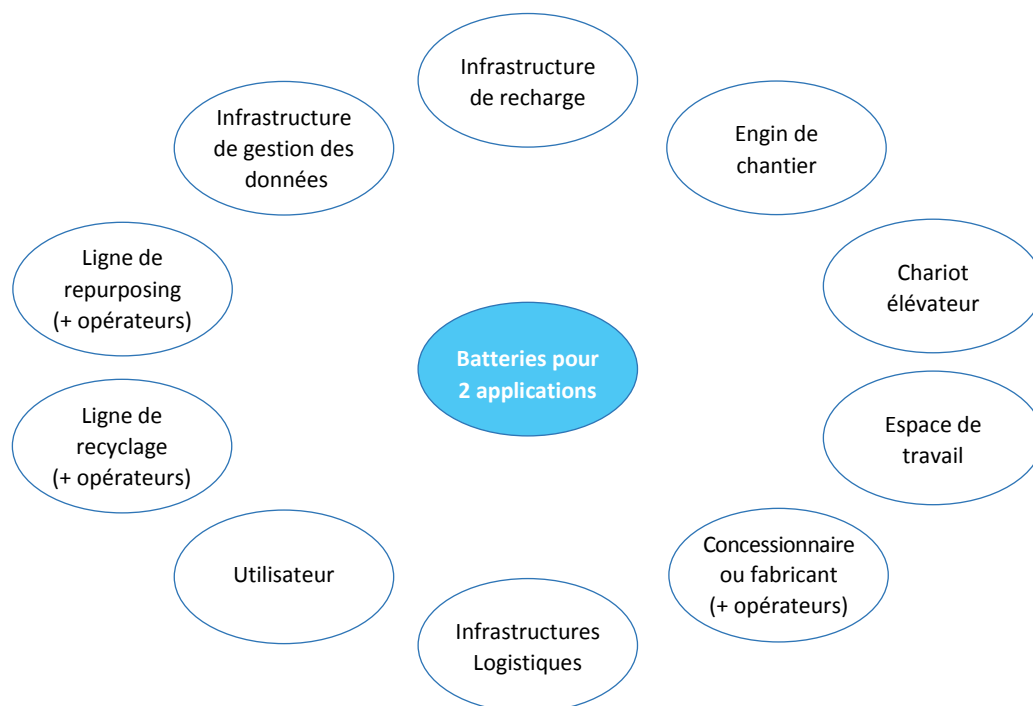 Infrastructure
de recharge
Infrastructure
de gestion des
données
Engin de
chantier
Ligne de
repurposing
(+ opérateurs)
Chariot
élévateur
Batteries pour
2 applications
Ligne de
recyclage
(+ opérateurs)
Espace de
travail
Utilisateur
Concessionnaire
ou fabricant
(+ opérateurs)
Infrastructures
Logistiques